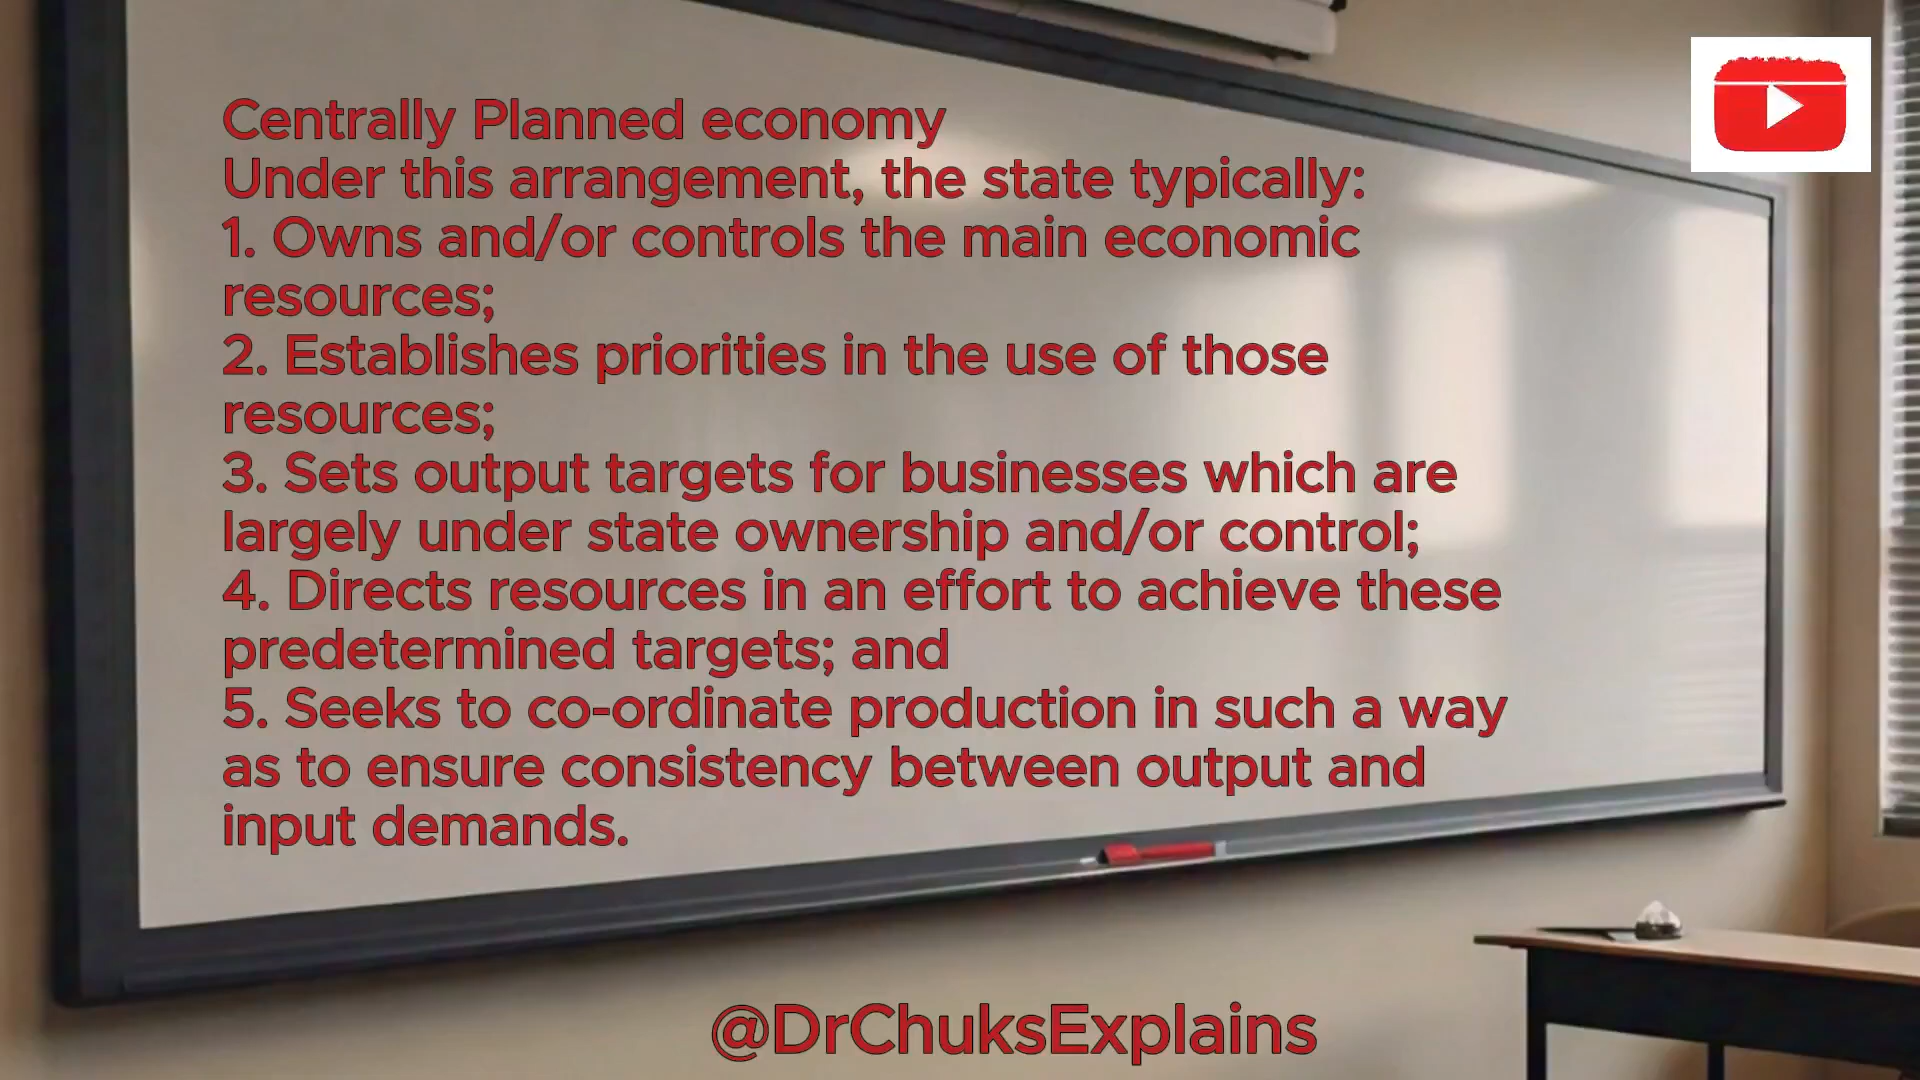 Centrally Planned economy
Under this arrangement, the state typically:
1. Owns and/or controls the main economic
resources;
2. Establishes priorities in the use of those
resources;
3. Sets output targets for businesses which are
largely under state ownership and/or control;
4. Directs resources in an effort to achieve these
predetermined targets; and
5. Seeks to co-ordinate production in such a way
as to ensure consistency between output and
input demands.
@DrChuksExplains